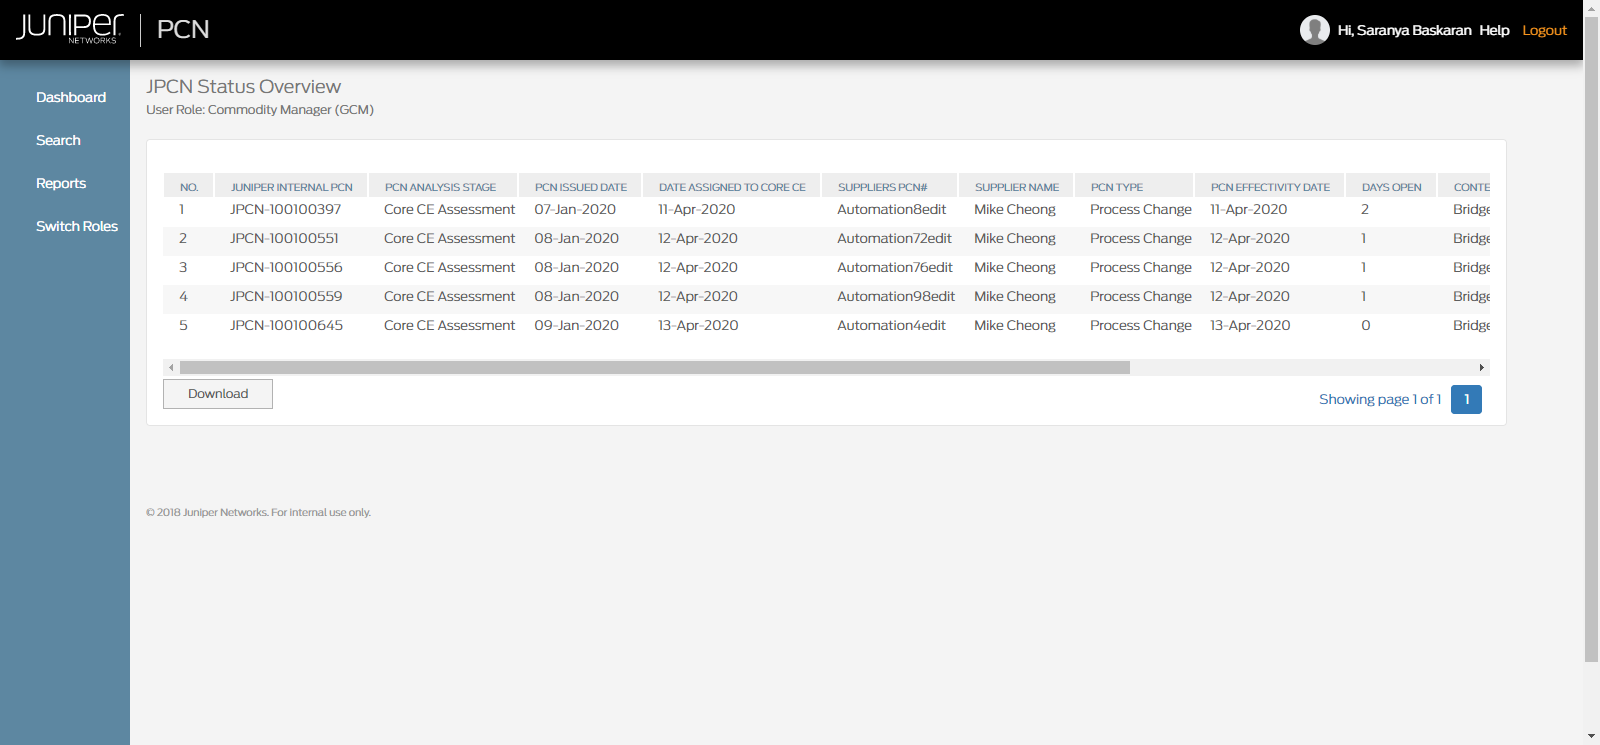 JUNIPER NETWORKS PCN Hi, Saranya Baskaran Help Logout
Dashboard
Search
Reports
Switch Roles
JPCN Status Overview
User Role: Commodity Manager (GCM)
NO. JUNIPER INTERNAL PCN PCN ANALYSIS STAGE PCN ISSUED DATE DATE ASSIGNED TO CORE CE SUPPLIERS PCN# SUPPLIER NAME PCN TYPE PCN EFFECTIVITY DATE DAYS OPEN CONTE
1 JPCN-100100397 Core CE Assessment 07-Jan-2020 11-Apr-2020 Automation8edit Mike Cheong Process Change 11-Apr-2020 2 Bridge
2 JPCN-100100551 Core CE Assessment 08-Jan-2020 12-Apr-2020 Automation72edit Mike Cheong Process Change 12-Apr-2020 1 Bridge
3 JPCN-100100556 Core CE Assessment 08-Jan-2020 12-Apr-2020 Automation76edit Mike Cheong Process Change 12-Apr-2020 1 Bridge
4 JPCN-100100559 Core CE Assessment 08-Jan-2020 12-Apr-2020 Automation98edit Mike Cheong Process Change 12-Apr-2020 1 Bridge
5 JPCN-100100645 Core CE Assessment 09-Jan-2020 13-Apr-2020 Automation4edit Mike Cheong Process Change 13-Apr-2020 0 Bridge
Download
Showing page 1 of 1 1
© 2018 Juniper Networks. For internal use only.